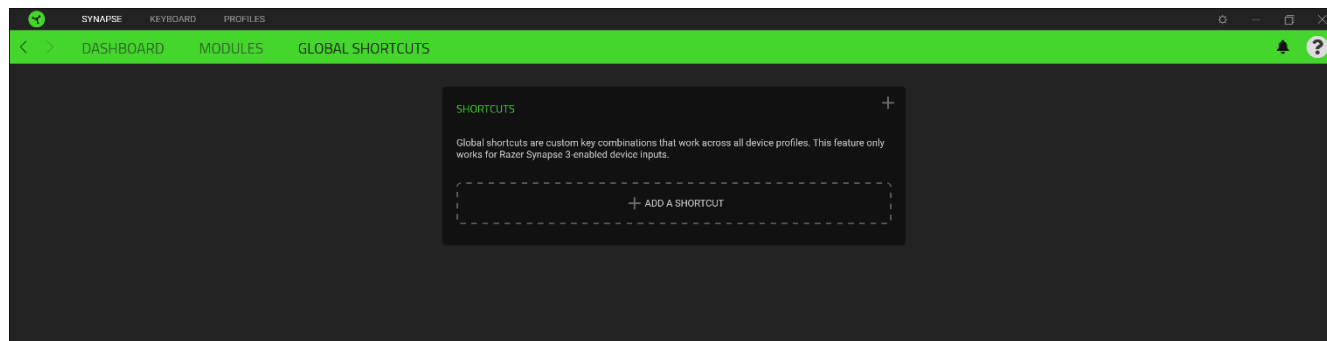 SYNAPSE KEYBOARD PROFILES
DASHBOARD MODULES GLOBAL SHORTCUTS
?
SHORTCUTS
Global shortcuts are custom key combinations that work across all device profiles. This feature only
works for Razer Synapse 3-enabled device inputs.
+ ADD A SHORTCUT